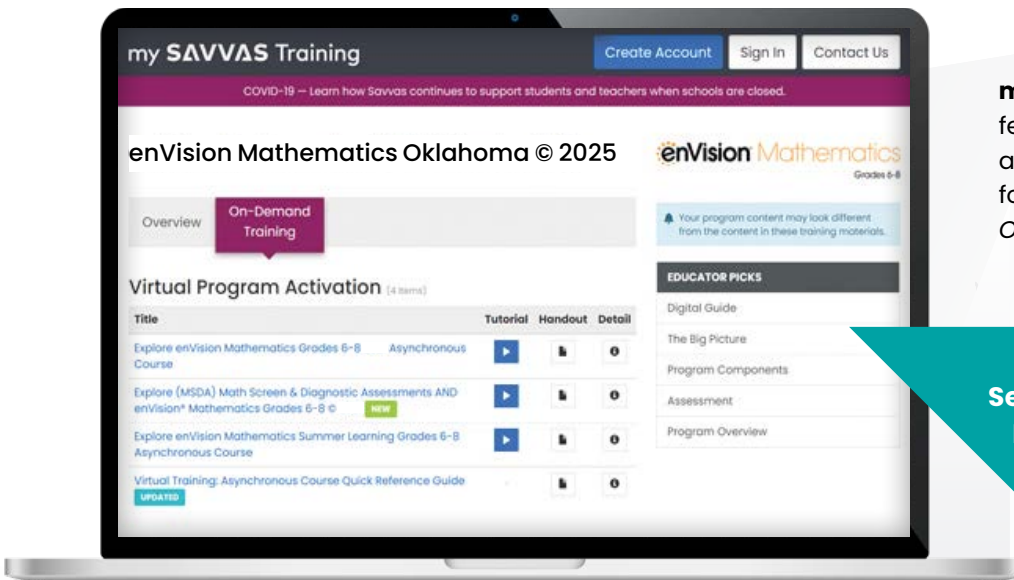 my SAVVAS Training
Create Account
Sign In
Contact Us
COVID-19 — Learn how Savvas continues to support students and teachers when schools are closed.
enVision Mathematics Oklahoma © 2025
enVision Mathematics
Grades 6-8
Overview
On-Demand
Training
Your program content may look different
from the content in these training materials.
Virtual Program Activation (4 items)
Title Tutorial Handout Detail
Explore enVision Mathematics Grades 6-8 Asynchronous
Course
Explore (MSDA) Math Screen & Diagnostic Assessments AND
enVision® Mathematics Grades 6-8 © NEW
Explore enVision Mathematics Summer Learning Grades 6-8
Asynchronous Course
Virtual Training: Asynchronous Course Quick Reference Guide
UPDATED
EDUCATOR PICKS
Digital Guide
The Big Picture
Program Components
Assessment
Program Overview
m
fe
a
fo
C
Se